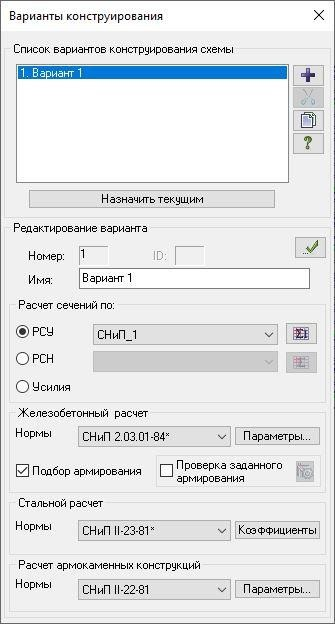 Варианты конструирования
Список вариантов конструирования схемы
1. Вариант 1
Назначить текущим
Редактирование варианта
Номер: 1 ID:
Имя: Вариант 1
Расчет сечений по:
РСУ СНиП_1
РСН
Усилия
Железобетонный расчет
Нормы СНиП 2.03.01-84* Параметры...
Подбор армирования Проверка заданного
армирования
Стальной расчет
Нормы СНиП II-23-81* Коэффициенты
Расчет армокаменных конструкций
Нормы СНиП II-22-81 Параметры...